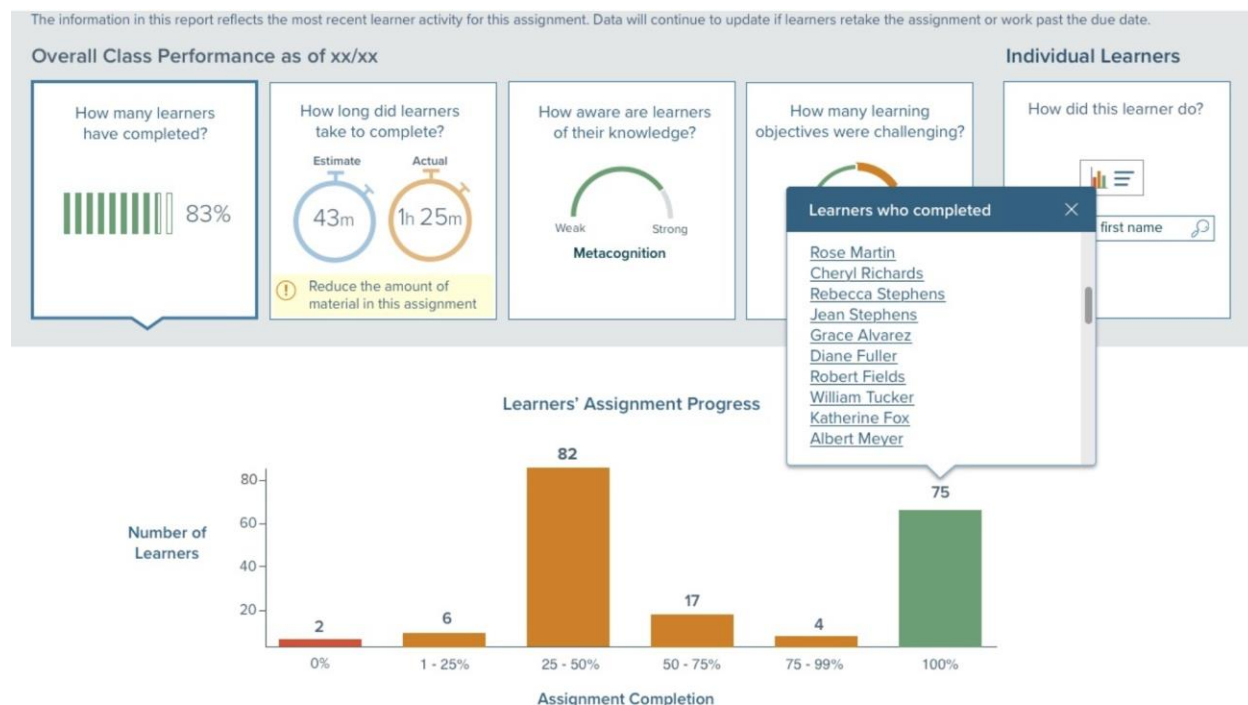 The information in this report reflects the most recent learner activity for this assignment. Data will continue to update if learners retake the assignment or work past the due date.
Overall Class Performance as of xx/xx
Individual Learners
How many learners
have completed?
83%
How long did learners
take to complete?
Estimate
Actual
43m
1h 25m
Reduce the amount of
material in this assignment
How aware are learners
of their knowledge?
Weak
Strong
Metacognition
How many learning
objectives were challenging?
How did this learner do?
first name
Learners who completed
Rose Martin
Cheryl Richards
Rebecca Stephens
Jean Stephens
Grace Alvarez
Diane Fuller
Robert Fields
William Tucker
Katherine Fox
Albert Meyer
Learners' Assignment Progress
Number of
Learners
80
60
40
20
2
6
82
17
4
75
0%
1 - 25%
25 - 50%
50 - 75%
75 - 99%
100%
Assignment Completion